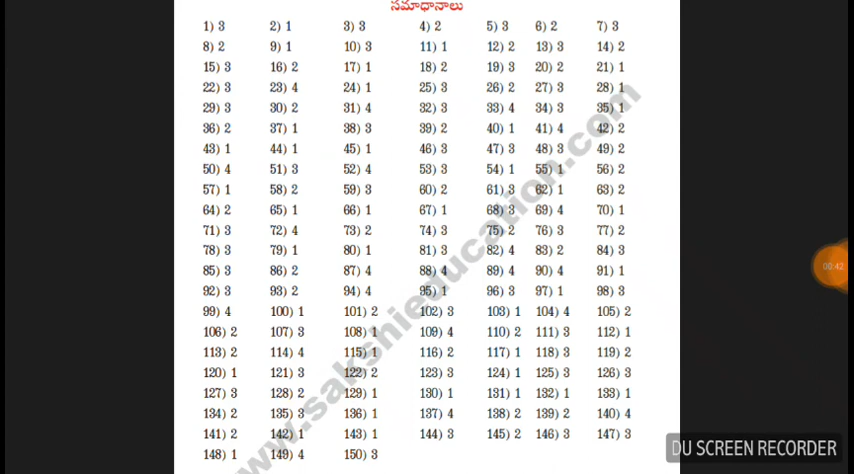 సమాధానాలు
1) 3 2) 1 3) 3 4) 2 5) 3 6) 2 7) 3
8) 2 9) 1 10) 3 11) 1 12) 2 13) 3 14) 2
15) 3 16) 2 17) 1 18) 2 19) 3 20) 2 21) 1
22) 3 23) 4 24) 1 25) 3 26) 2 27) 3 28) 1
29) 3 30) 2 31) 4 32) 3 33) 4 34) 3 35) 1
36) 2 37) 1 38) 3 39) 2 40) 1 41) 4 42) 2
43) 1 44) 1 45) 1 46) 3 47) 3 48) 3 49) 2
50) 4 51) 3 52) 4 53) 3 54) 1 55) 1 56) 2
57) 1 58) 2 59) 3 60) 2 61) 3 62) 1 63) 2
64) 2 65) 1 66) 1 67) 1 68) 3 69) 4 70) 1
71) 3 72) 4 73) 2 74) 3 75) 2 76) 3 77) 2
78) 3 79) 1 80) 1 81) 3 82) 4 83) 2 84) 3
85) 3 86) 2 87) 4 88) 4 89) 4 90) 4 91) 1
92) 3 93) 2 94) 4 95) 1 96) 3 97) 1 98) 3
99) 4 100) 1 101) 2 102) 3 103) 1 104) 4 105) 2
106) 2 107) 3 108) 1 109) 4 110) 2 111) 3 112) 1
113) 2 114) 4 115) 1 116) 2 117) 1 118) 3 119) 2
120) 1 121) 3 122) 2 123) 3 124) 1 125) 3 126) 3
127) 3 128) 2 129) 1 130) 1 131) 1 132) 1 133) 1
134) 2 135) 3 136) 1 137) 4 138) 2 139) 2 140) 4
141) 2 142) 1 143) 1 144) 3 145) 2 146) 3 147) 3
148) 1 149) 4 150) 3
www.sakshieducation.com
00:42
DU SCREEN RECORDER